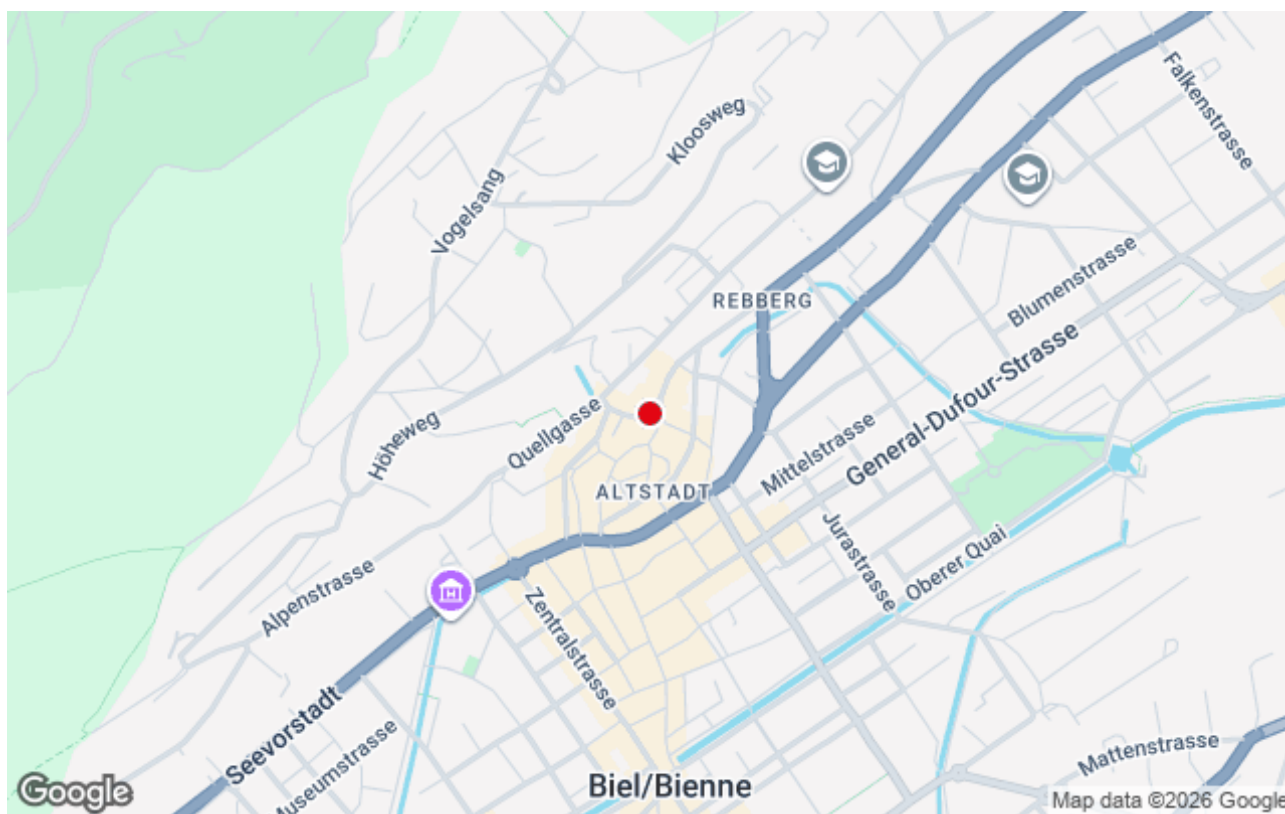 Falkenstrasse
Kloosweg
Vogelsang
Blumenstrasse
REBBERG
General-Dufour-Strasse
Höheweg
Quellgasse
Mittelstrasse
ALTSTADT
Jurastrasse
Oberer Quai
Alpenstrasse
Zentralstrasse
Seevorstadt
Museumstrasse
Mattenstrasse
Biel/Bienne
H
Google
Map data ©2026 Google